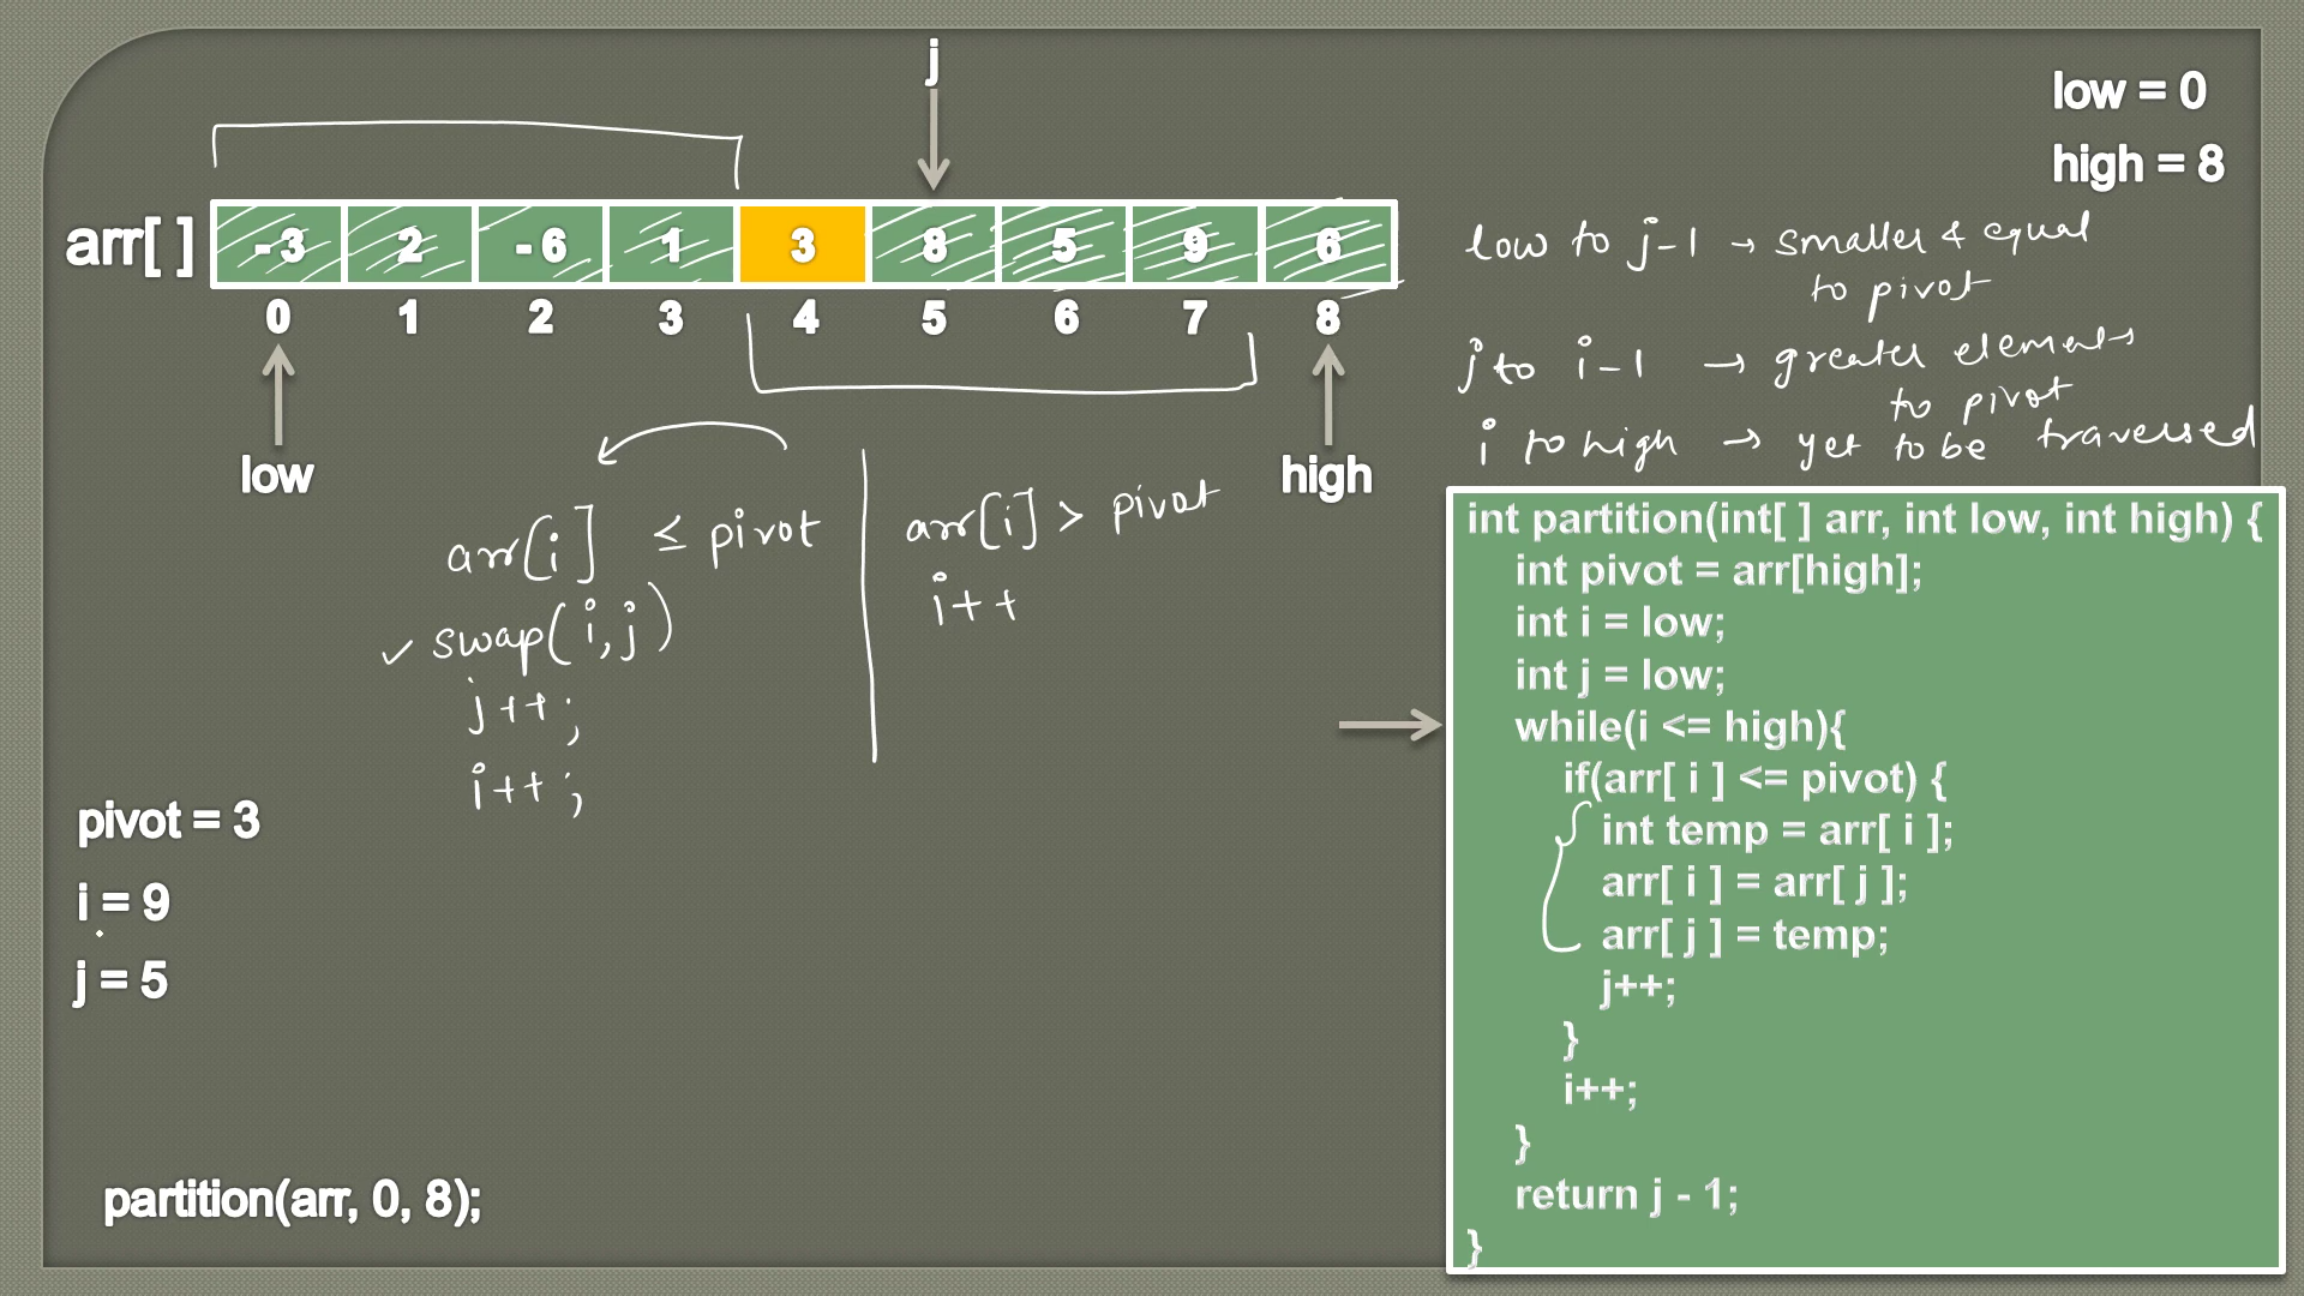 j
low = 0
high = 8
arr[ ] -3 2 -6 1 3 8 5 9 6
0 1 2 3 4 5 6 7 8
low
high
low to j-1 → smaller & equal
to pivot
j to i-1 → greater elements
to pivot
i to high → yet to be traversed
arr[i] ≤ pivot
✓ swap(i,j)
j++;
i++;
arr[i] > pivot
i++
pivot = 3
i = 9
j = 5
partition(arr, 0, 8);
int partition(int[ ] arr, int low, int high) {
int pivot = arr[high];
int i = low;
int j = low;
while(i <= high){
if(arr[ i ] <= pivot) {
int temp = arr[ i ];
arr[ i ] = arr[ j ];
arr[ j ] = temp;
j++;
}
i++;
}
return j - 1;
}